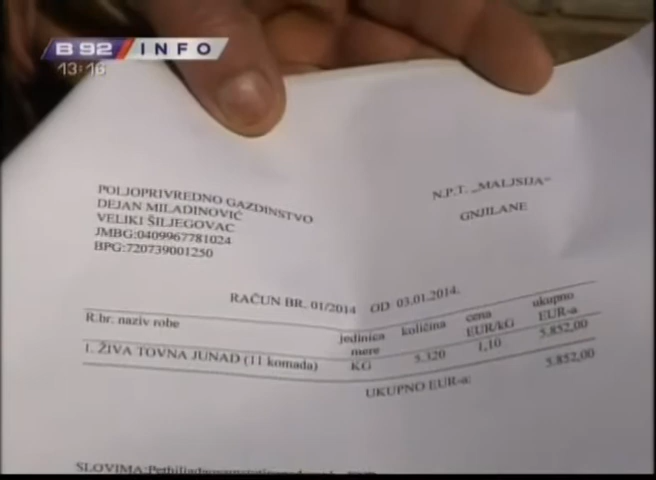 B 92 INFO
13:16
POLJOPRIVREDNO GAZDINSTVO
DEJAN MILADINOVIĆ
VELIKI ŠILJEGOVAC
JMBG:0409967781024
BPG:720739001250
N.P.T. „MALJSIJA“
GNJILANE
RAČUN BR. 01/2014 OD 03.01.2014.
R.br. naziv robe jedinica mere količina cena EUR/kG ukupno EUR-a
1. ŽIVA TOVNA JUNAD (11 komada) KG 5.320 1,10 5.852,00
UKUPNO EUR-a: 5.852,00
SLOVIMA: